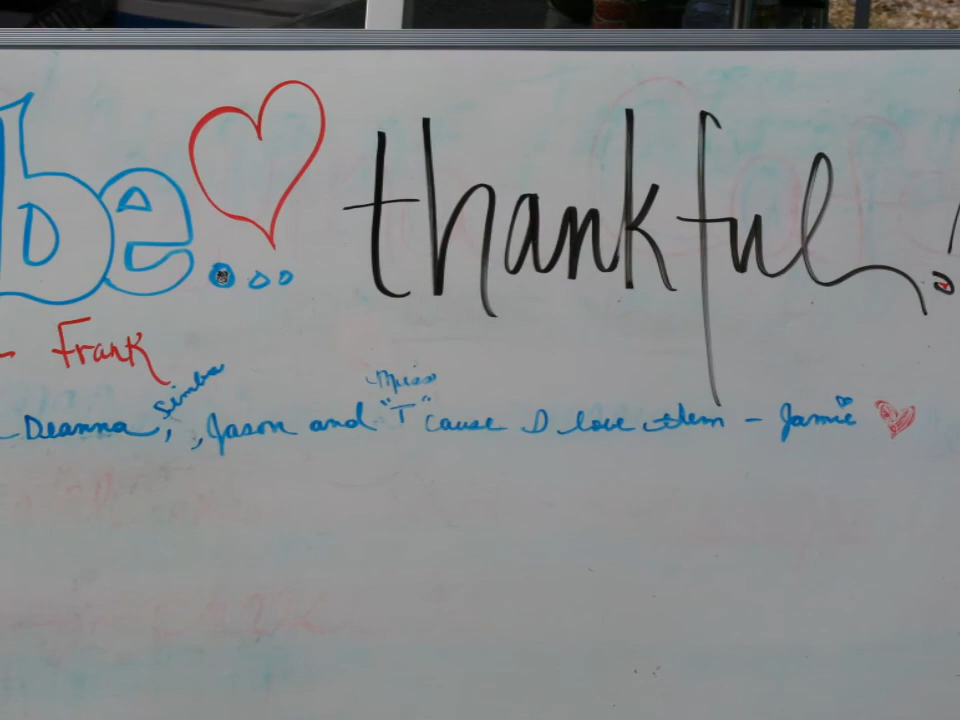 be... thankful.!
- Frank
Simba Miss
- Deanna, , Jason and "T" 'cause I love them - Jamie